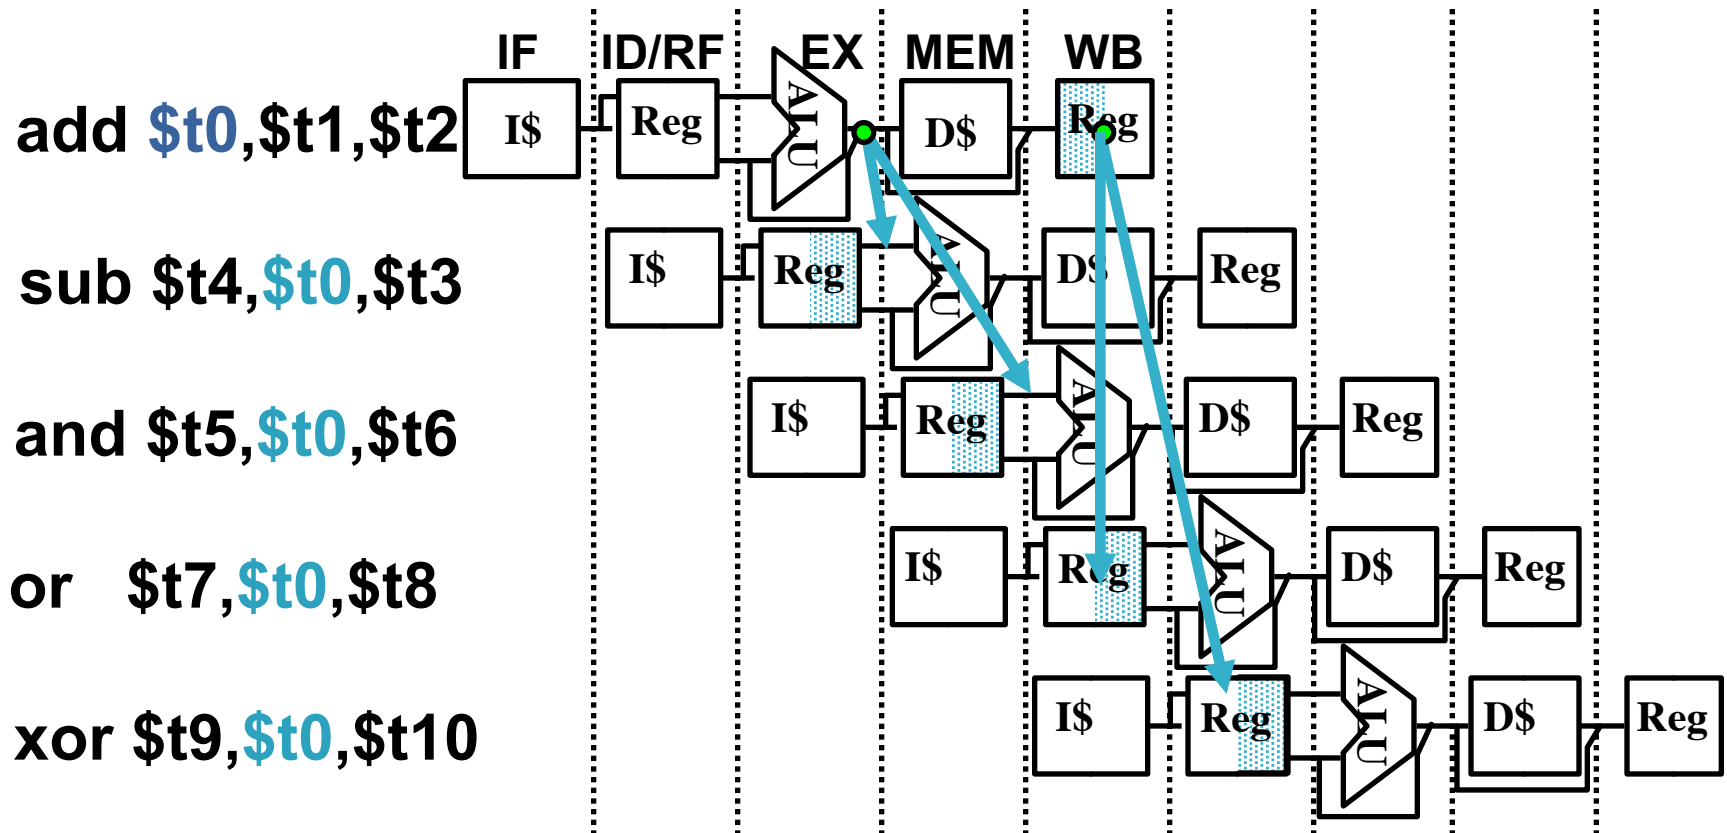 IF ID/RF EX MEM WB
add $t0,$t1,$t2 I$ Reg ALU D$ Reg
sub $t4,$t0,$t3 I$ Reg ALU D$ Reg
and $t5,$t0,$t6 I$ Reg ALU D$ Reg
or $t7,$t0,$t8 I$ Reg ALU D$ Reg
xor $t9,$t0,$t10 I$ Reg ALU D$ Reg